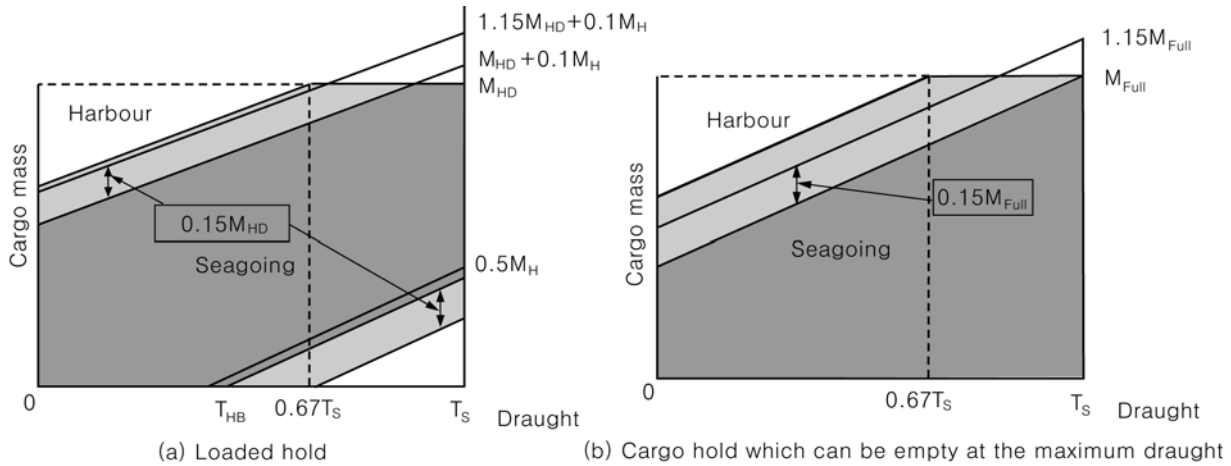 1.15M_HD+0.1M_H
M_HD+0.1M_H
M_HD
Harbour
Cargo mass
0.15M_HD
Seagoing
0.5M_H
0
T_HB
0.67T_S
T_S
Draught
(a) Loaded hold
1.15M_Full
M_Full
Harbour
Cargo mass
0.15M_Full
Seagoing
0
0.67T_S
T_S
Draught
(b) Cargo hold which can be empty at the maximum draught